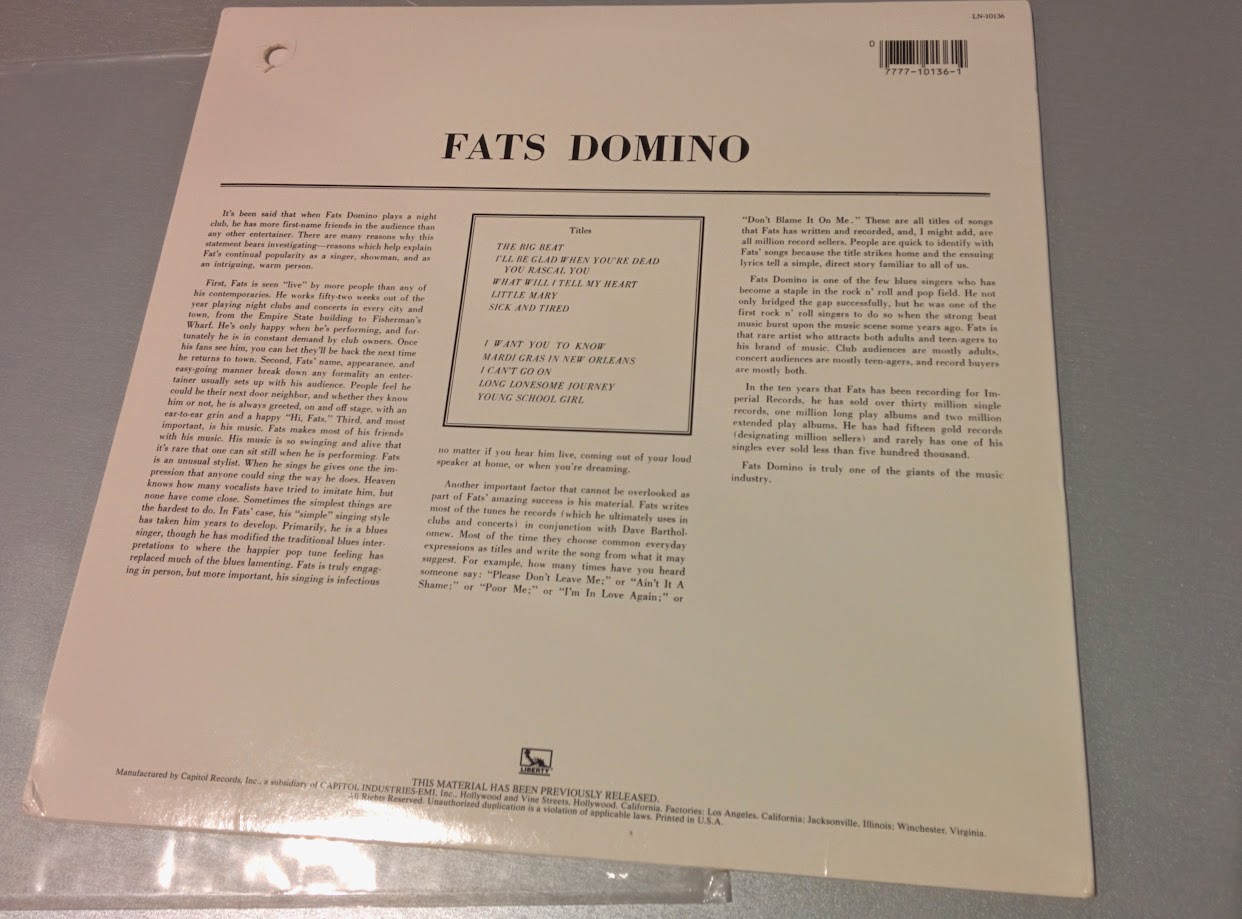 LN-10136
0
7777-10136-1
FATS DOMINO
It's been said that when Fats Domino plays a night
club, he has more first-name friends in the audience than
any other entertainer. There are many reasons why this
statement bears investigating—reasons which help explain
Fat's continual popularity as a singer, showman, and as
an intriguing, warm person.
First, Fats is seen "live" by more people than any of
his contemporaries. He works fifty-two weeks out of the
year playing night clubs and concerts in every city and
town, from the Empire State building to Fisherman's
Wharf. He's only happy when he's performing, and for-
tunately he is in constant demand by club owners. Once
his fans see him, you can bet they'll be back the next time
he returns to town. Second, Fats' name, appearance, and
easy-going manner break down any formality an enter-
tainer usually sets up with his audience. People feel he
could be their next door neighbor, and whether they know
him or not, he is always greeted, on and off stage, with an
ear-to-ear grin and a happy "Hi, Fats." Third, and most
important, is his music. Fats makes most of his friends
with his music. His music is so swinging and alive that
it's rare that one can sit still when he is performing. Fats
is an unusual stylist. When he sings he gives one the im-
pression that anyone could sing the way he does. Heaven
knows how many vocalists have tried to imitate him, but
none have come close. Sometimes the simplest things are
the hardest to do. In Fats' case, his "simple" singing style
has taken him years to develop. Primarily, he is a blues
singer, though he has modified the traditional blues inter-
pretations to where the happier pop tune feeling has
replaced much of the blues lamenting. Fats is truly engag-
ing in person, but more important, his singing is infectious
Titles
THE BIG BEAT
I'LL BE GLAD WHEN YOU'RE DEAD
YOU RASCAL YOU
WHAT WILL I TELL MY HEART
LITTLE MARY
SICK AND TIRED
I WANT YOU TO KNOW
MARDI GRAS IN NEW ORLEANS
I CAN'T GO ON
LONG LONESOME JOURNEY
YOUNG SCHOOL GIRL
no matter if you hear him live, coming out of your loud
speaker at home, or when you're dreaming.
Another important factor that cannot be overlooked as
part of Fats' amazing success is his material. Fats writes
most of the tunes he records (which he ultimately uses in
clubs and concerts) in conjunction with Dave Barthol-
omew. Most of the time they choose common everyday
expressions as titles and write the song from what it may
suggest. For example, how many times have you heard
someone say: "Please Don't Leave Me;" or "Ain't It A
Shame;" or "Poor Me;" or "I'm In Love Again;" or
"Don't Blame It On Me." These are all titles of songs
that Fats has written and recorded, and, I might add, are
all million record sellers. People are quick to identify with
Fats' songs because the title strikes home and the ensuing
lyrics tell a simple, direct story familiar to all of us.
Fats Domino is one of the few blues singers who has
become a staple in the rock n' roll and pop field. He not
only bridged the gap successfully, but he was one of the
first rock n' roll singers to do so when the strong beat
music burst upon the music scene some years ago. Fats is
that rare artist who attracts both adults and teen-agers to
his brand of music. Club audiences are mostly adults,
concert audiences are mostly teen-agers, and record buyers
are mostly both.
In the ten years that Fats has been recording for Im-
perial Records, he has sold over thirty million single
records, one million long play albums and two million
extended play albums. He has had fifteen gold records
(designating million sellers) and rarely has one of his
singles ever sold less than five hundred thousand.
Fats Domino is truly one of the giants of the music
industry.
LIBERTY
THIS MATERIAL HAS BEEN PREVIOUSLY RELEASED.
Manufactured by Capitol Records, Inc., a subsidiary of CAPITOL INDUSTRIES-EMI, Inc., Hollywood and Vine Streets, Hollywood, California. Factories: Los Angeles, California; Jacksonville, Illinois; Winchester, Virginia.
All Rights Reserved. Unauthorized duplication is a violation of applicable laws. Printed in U.S.A.